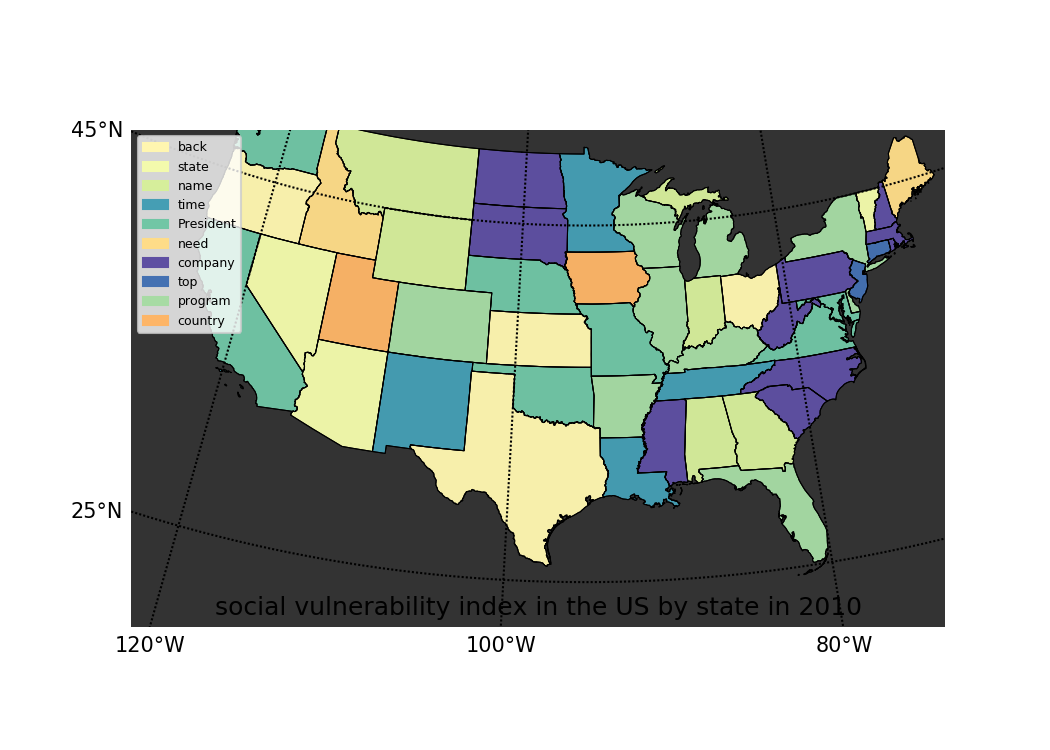 45°N
back
state
name
time
President
need
company
top
program
country
25°N
social vulnerability index in the US by state in 2010
120°W 100°W 80°W